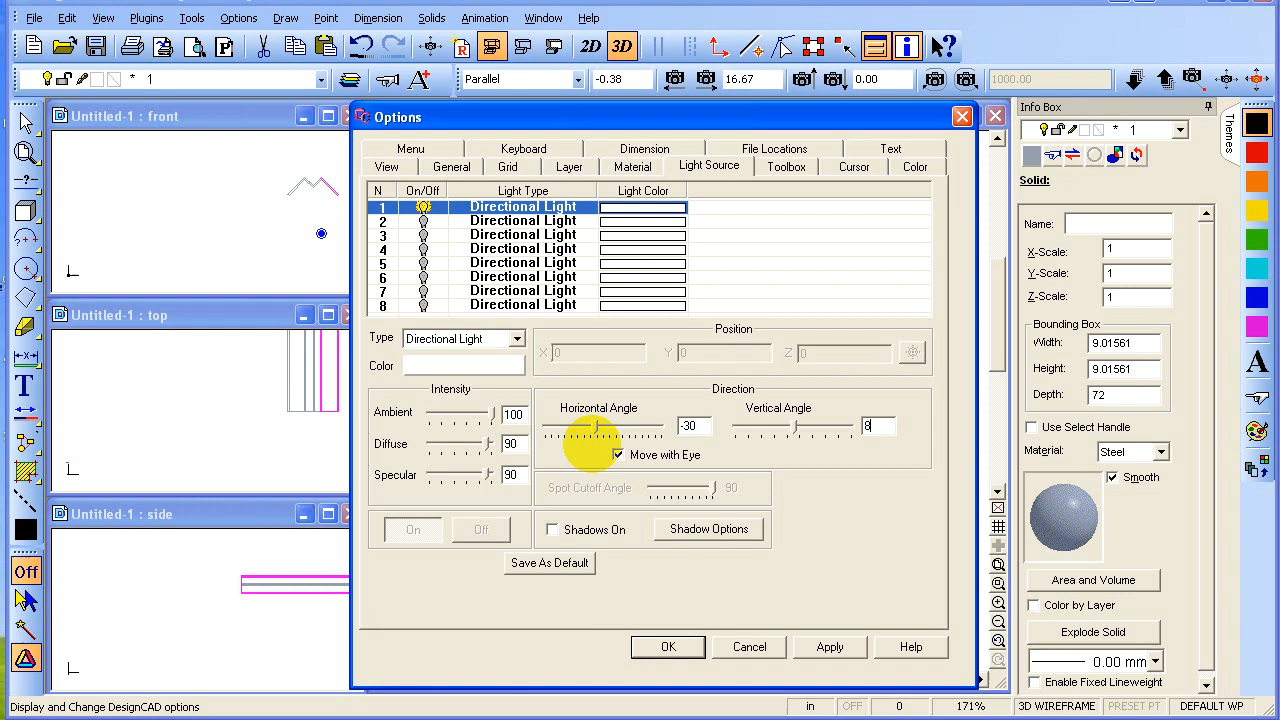 File Edit View Plugins Tools Options Draw Point Dimension Solids Animation Window Help
P 2D 3D i ?
* 1 A Parallel -0.38 16.67 0.00 1000.00
Untitled-1 : front
Untitled-1 : top
Untitled-1 : side
T
Off
Options
Menu Keyboard Dimension File Locations Text
View General Grid Layer Material Light Source Toolbox Cursor Color
N On/Off Light Type Light Color
1 Directional Light
2 Directional Light
3 Directional Light
4 Directional Light
5 Directional Light
6 Directional Light
7 Directional Light
8 Directional Light
Type Directional Light
Position
X 0 Y 0 Z 0
Color
Intensity
Ambient 100
Diffuse 90
Specular 90
Direction
Horizontal Angle Vertical Angle
-30 8
Move with Eye
Spot Cutoff Angle 90
On Off
Shadows On Shadow Options
Save As Default
OK Cancel Apply Help
Info Box
* 1
Solid:
Name:
X-Scale: 1
Y-Scale: 1
Z-Scale: 1
Bounding Box
Width: 9.01561
Height: 9.01561
Depth: 72
Use Select Handle
Material: Steel
Smooth
Area and Volume
Color by Layer
Explode Solid
0.00 mm
Enable Fixed Lineweight
Themes
A
Display and Change DesignCAD options in OFF 0 171% 3D WIREFRAME PRESET PT DEFAULT WP